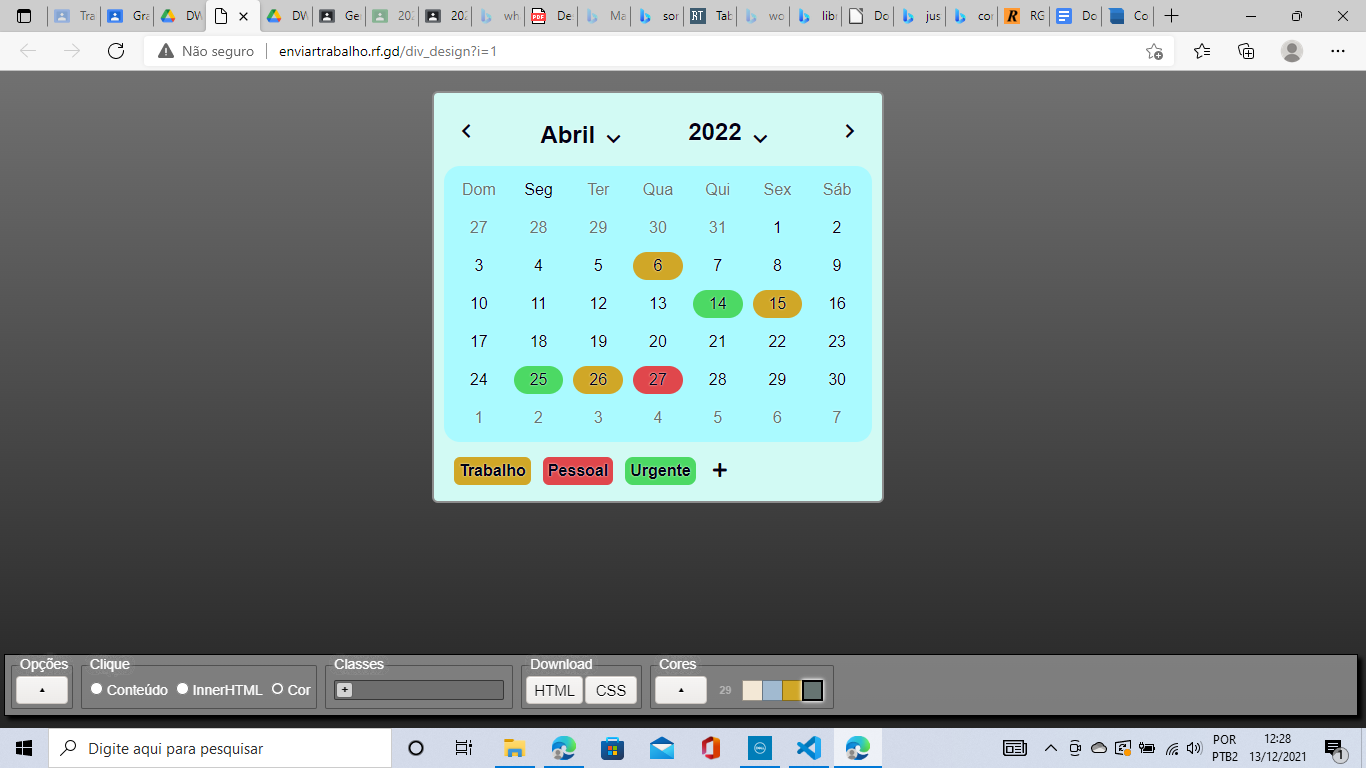 Tra Gra DW DW Ger 202 202 wh De Ma sor Tab wo libr Do jus cor RG Do Co
Não seguro enviartrabalho.rf.gd/div_design?i=1
Abril 2022
Dom Seg Ter Qua Qui Sex Sáb
27 28 29 30 31 1 2
3 4 5 6 7 8 9
10 11 12 13 14 15 16
17 18 19 20 21 22 23
24 25 26 27 28 29 30
1 2 3 4 5 6 7
Trabalho Pessoal Urgente +
Opções Clique Classes Download Cores
Conteúdo InnerHTML Cor + HTML CSS 29
Digite aqui para pesquisar
POR
PTB2
12:28
13/12/2021
1